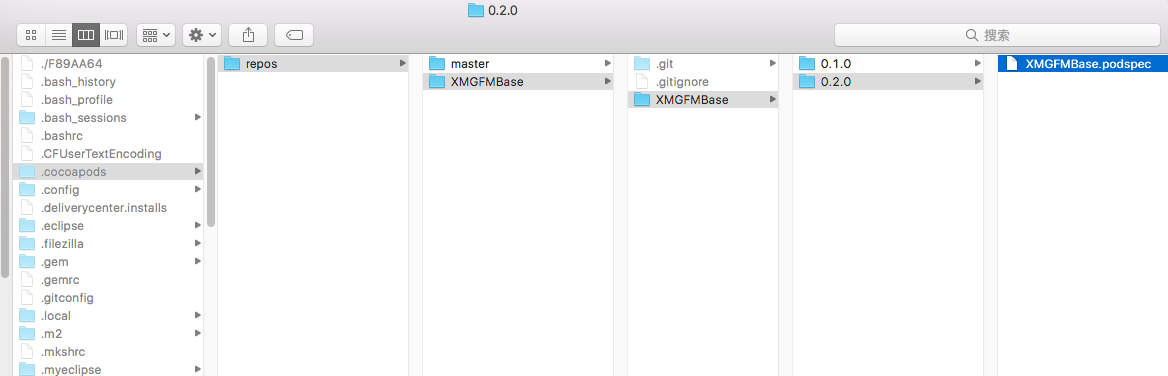 0.2.0
搜索
./F89AA64
.bash_history
.bash_profile
.bash_sessions
.bashrc
.CFUserTextEncoding
.cocoapods
.config
.deliverycenter.installs
.eclipse
.filezilla
.gem
.gemrc
.gitconfig
.local
.m2
.mkshrc
.myeclipse
repos
master
XMGFMBase
.git
.gitignore
XMGFMBase
0.1.0
0.2.0
XMGFMBase.podspec